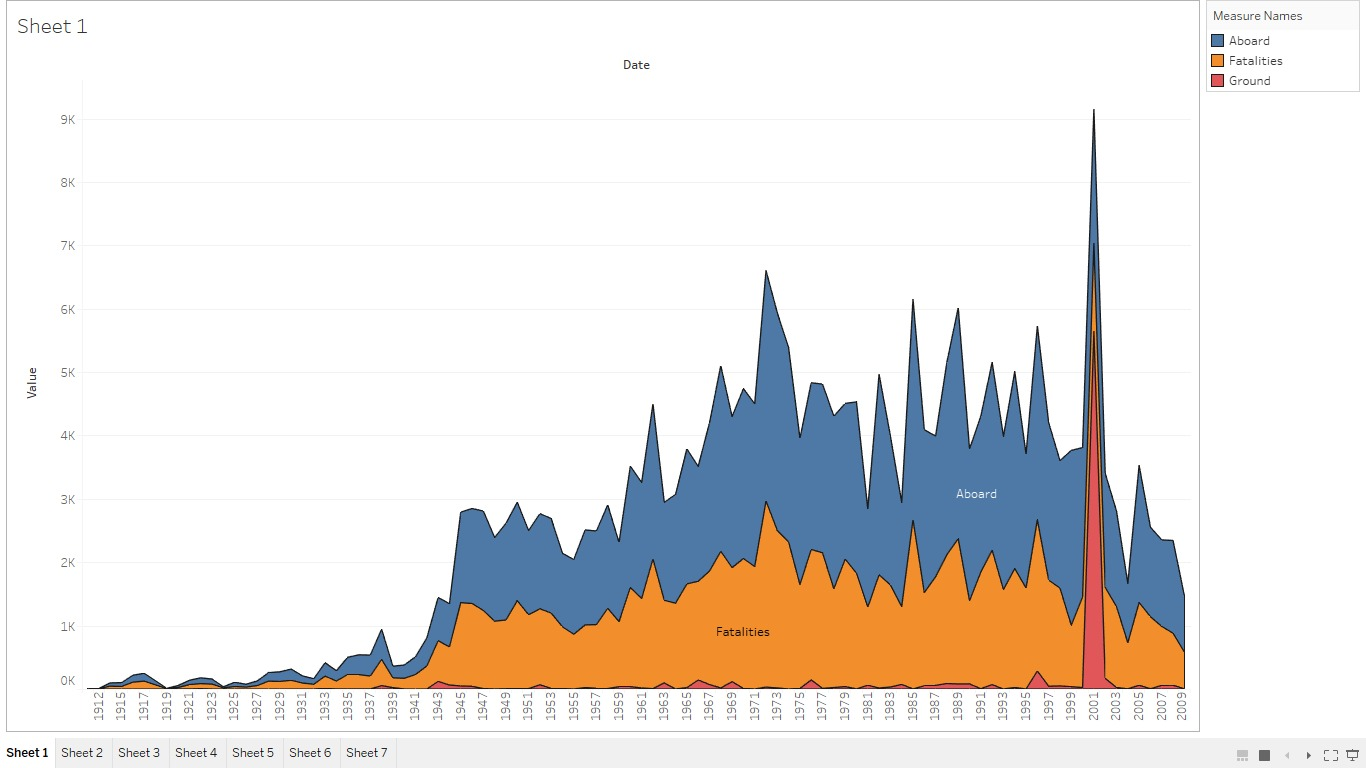 Sheet 1
Date
Measure Names
Aboard
Fatalities
Ground
9K
8K
7K
6K
5K
4K
3K
2K
1K
0K
Value
Aboard
Fatalities
1912
1915
1917
1919
1921
1923
1925
1927
1929
1931
1933
1935
1937
1939
1941
1943
1945
1947
1949
1951
1953
1955
1957
1959
1961
1963
1965
1967
1969
1971
1973
1975
1977
1979
1981
1983
1985
1987
1989
1991
1993
1995
1997
1999
2001
2003
2005
2007
2009
Sheet 1 Sheet 2 Sheet 3 Sheet 4 Sheet 5 Sheet 6 Sheet 7